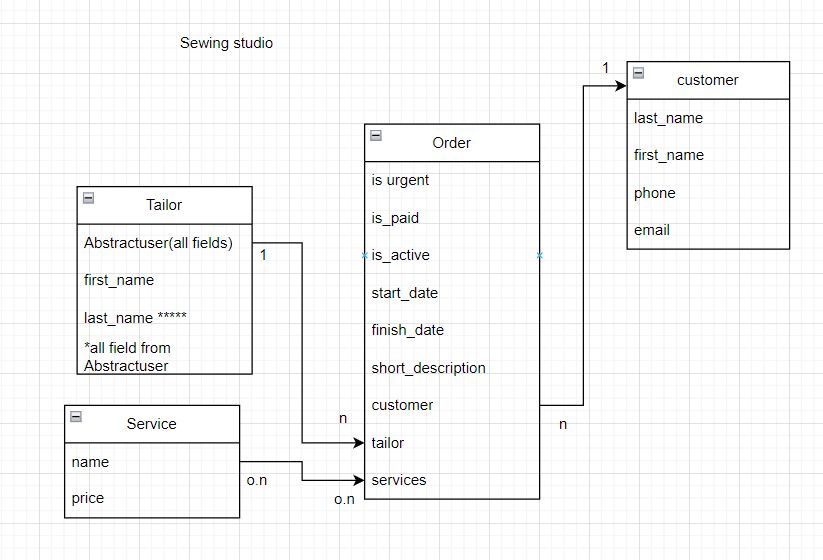 Sewing studio
Tailor
Abstractuser(all fields)
first_name
last_name *****
*all field from
Abstractuser
1
Service
name
price
o.n
Order
is urgent
is_paid
is_active
start_date
finish_date
short_description
customer
tailor
services
n
o.n
n
1
customer
last_name
first_name
phone
email